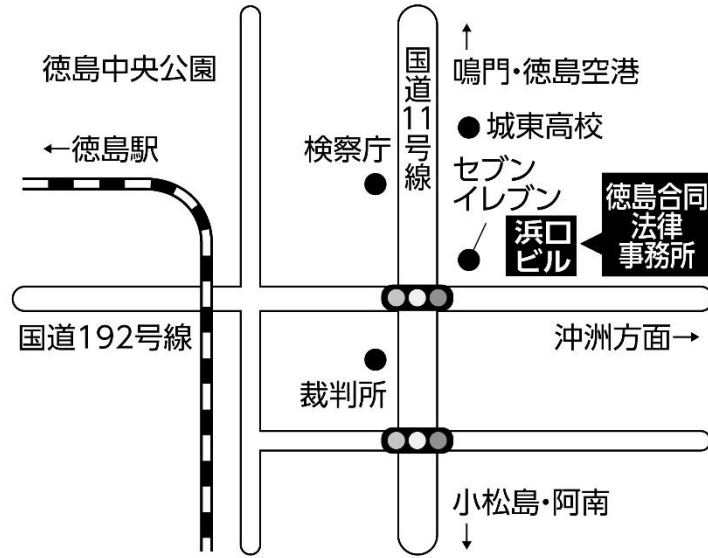 徳島中央公園
←徳島駅
検察庁
国道11号線
↑
鳴門・徳島空港
城東高校
セブン
イレブン
浜口
ビル
徳島合同
法律
事務所
国道192号線
沖洲方面→
裁判所
小松島・阿南
↓